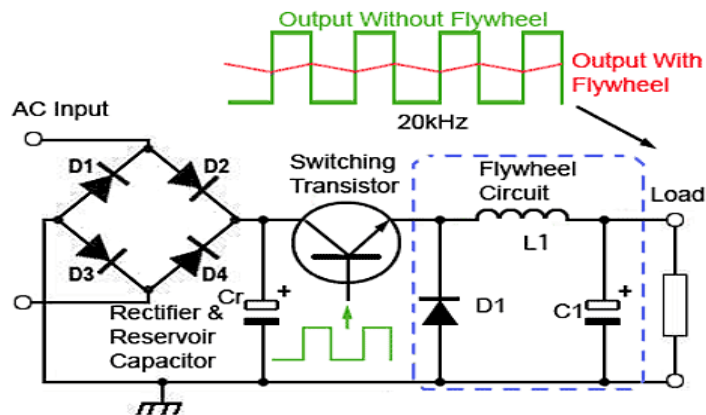 Output Without Flywheel
Output With
Flywheel
20kHz
AC Input
D1
D2
Switching
Transistor
Flywheel
Circuit
Load
L1
D3
D4
Cr
+
D1
C1
+
Rectifier &
Reservoir
Capacitor